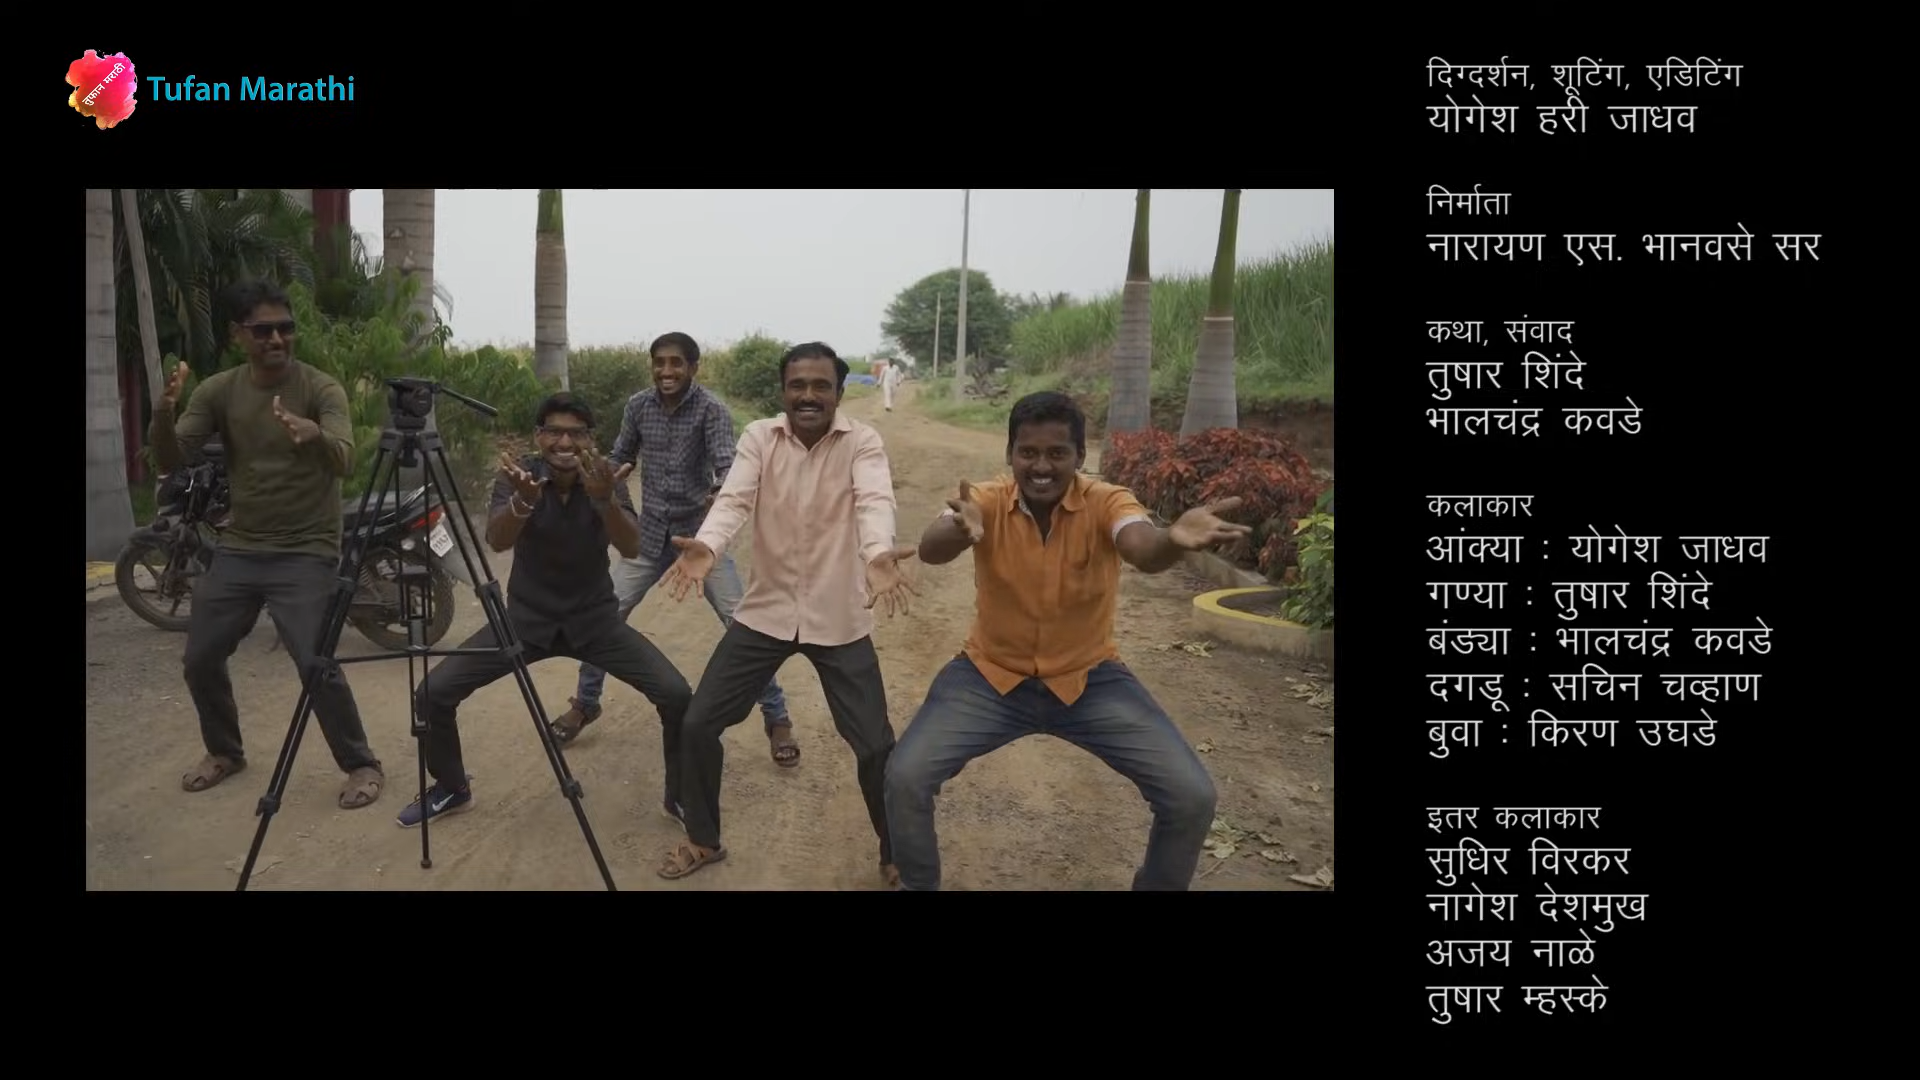 तुफान मराठी
Tufan Marathi
दिग्दर्शन, शूटिंग, एडिटिंग
योगेश हरी जाधव
निर्माता
नारायण एस. भानवसे सर
कथा, संवाद
तुषार शिंदे
भालचंद्र कवडे
कलाकार
आंक्या : योगेश जाधव
गण्या : तुषार शिंदे
बंड्या : भालचंद्र कवडे
दगडू : सचिन चव्हाण
बुवा : किरण उघडे
इतर कलाकार
सुधिर विरकर
नागेश देशमुख
अजय नाळे
तुषार म्हस्के